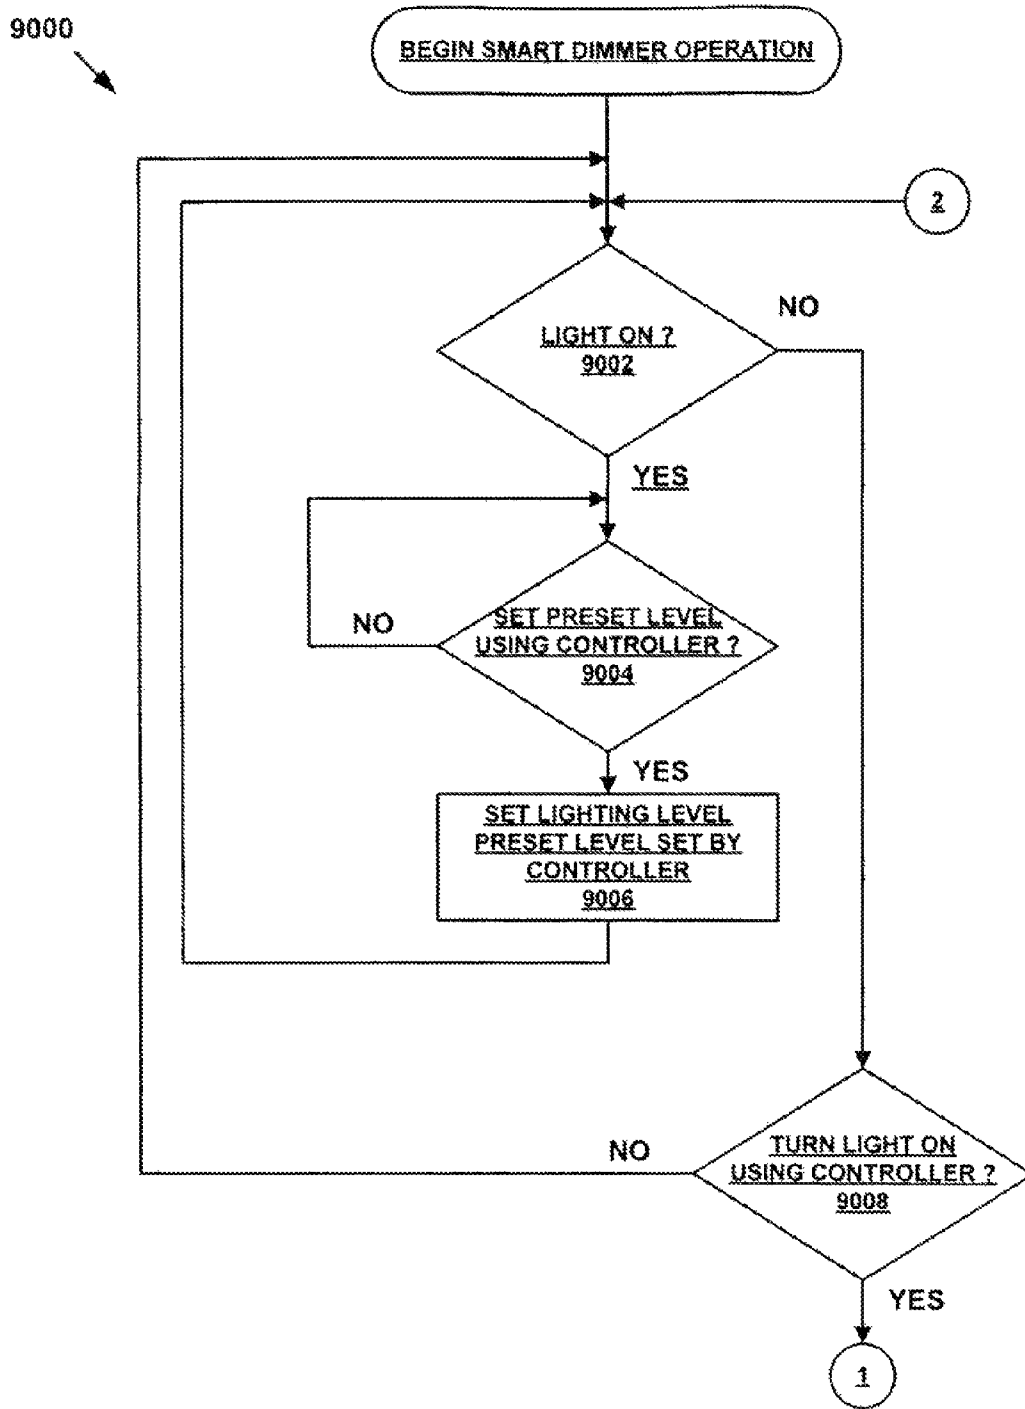 9000
BEGIN SMART DIMMER OPERATION
2
NO
LIGHT ON ?
9002
YES
SET PRESET LEVEL
NO
USING CONTROLLER ?
9004
YES
SET LIGHTING LEVEL
PRESET LEVEL SET BY
CONTROLLER
9006
NO
TURN LIGHT ON
USING CONTROLLER ?
9008
YES
1